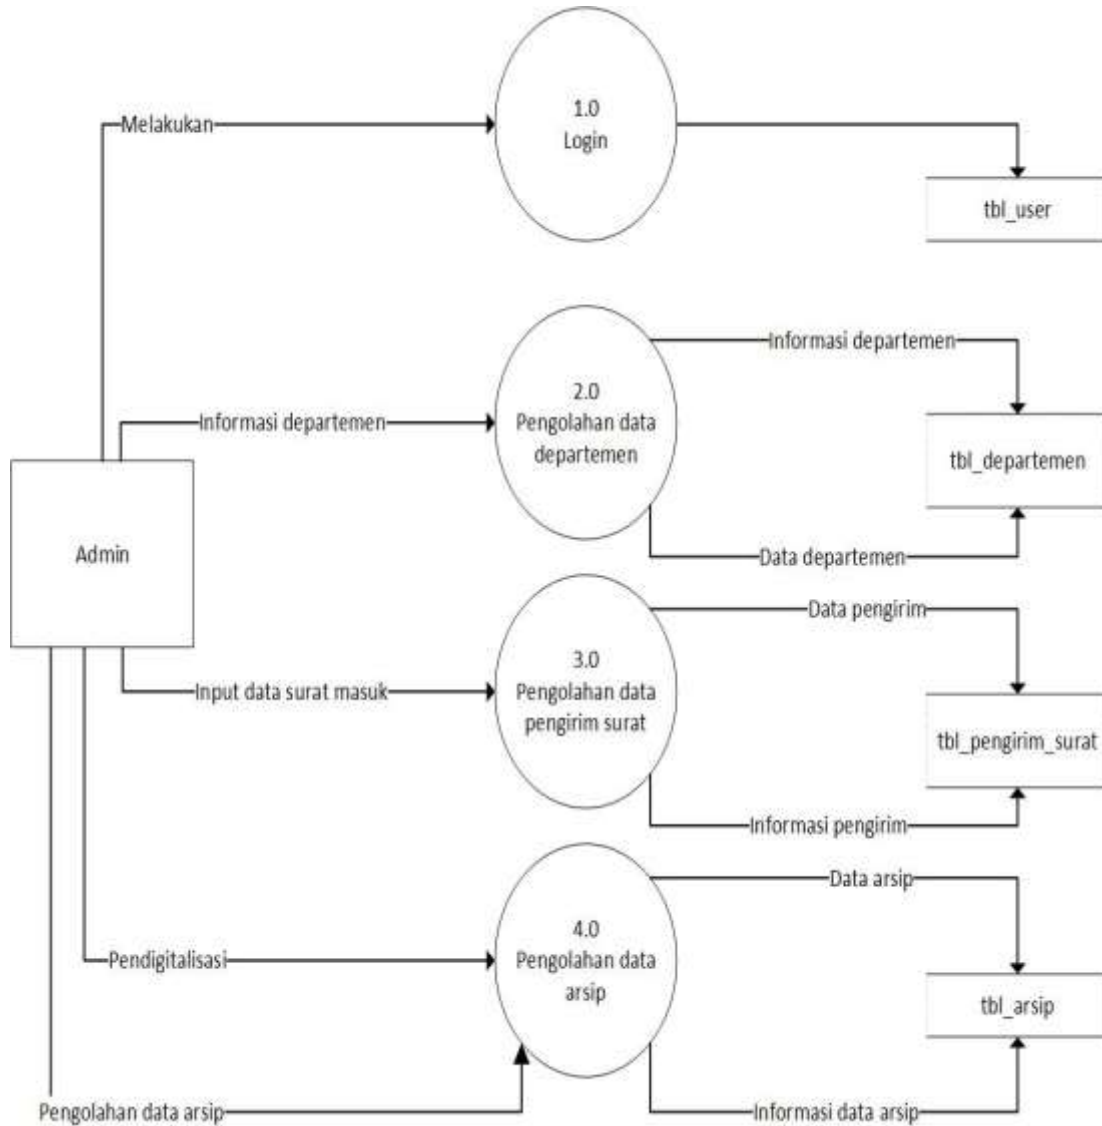 1.0
Login
Melakukan
tbl_user
Informasi departemen
2.0
Pengolahan data
departemen
Informasi departemen
tbl_departemen
Admin
Data departemen
Data pengirim
3.0
Pengolahan data
pengirim surat
Input data surat masuk
tbl_pengirim_surat
Informasi pengirim
Data arsip
4.0
Pengolahan data
arsip
Pendigitalisasi
tbl_arsip
Pengolahan data arsip
Informasi data arsip